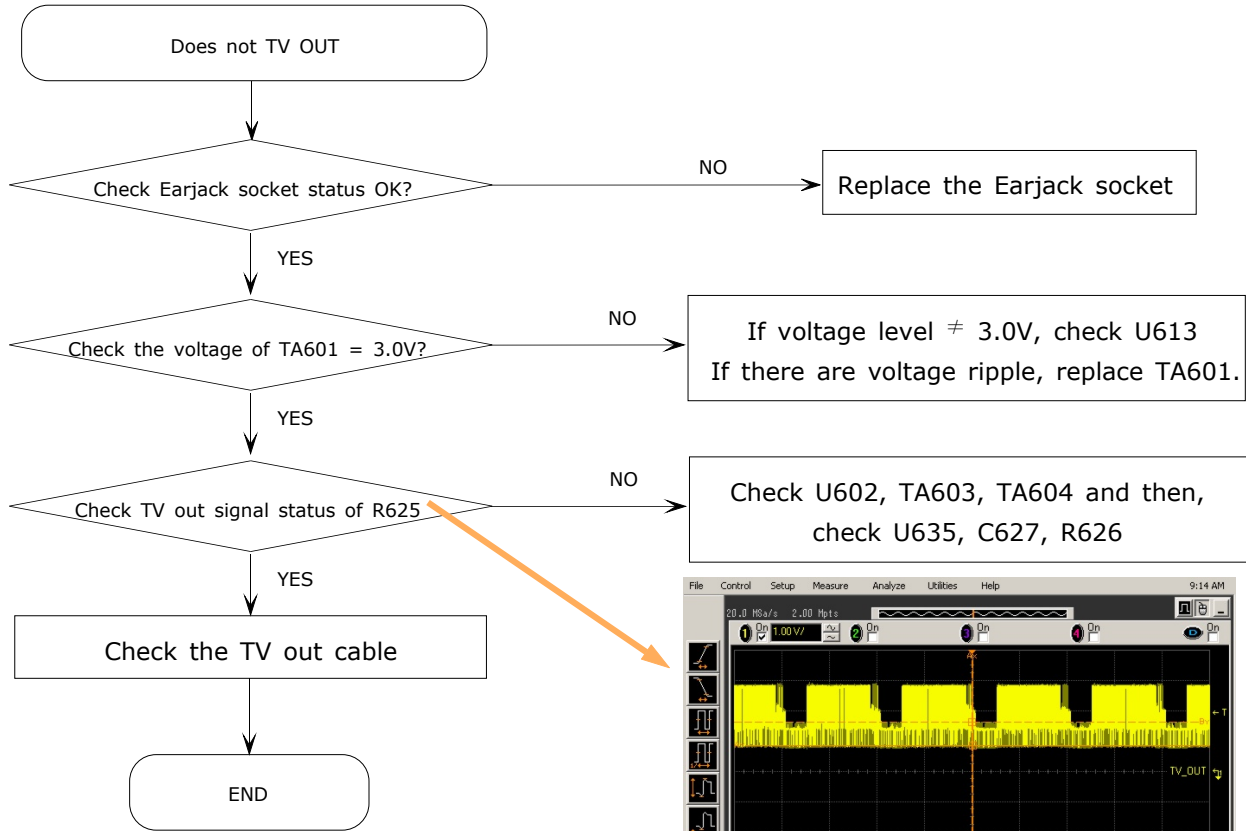 Does not TV OUT
Check Earjack socket status OK?
NO
Replace the Earjack socket
YES
Check the voltage of TA601 = 3.0V?
NO
If voltage level ≠ 3.0V, check U613
If there are voltage ripple, replace TA601.
YES
Check TV out signal status of R625
NO
Check U602, TA603, TA604 and then,
check U635, C627, R626
YES
Check the TV out cable
END
File Control Setup Measure Analyze Utilities Help 9:14 AM
20.0 MSa/s 2.00 Mpts
1 On 1.00 V/ 2 On 3 On 4 On D On
T
TV_OUT